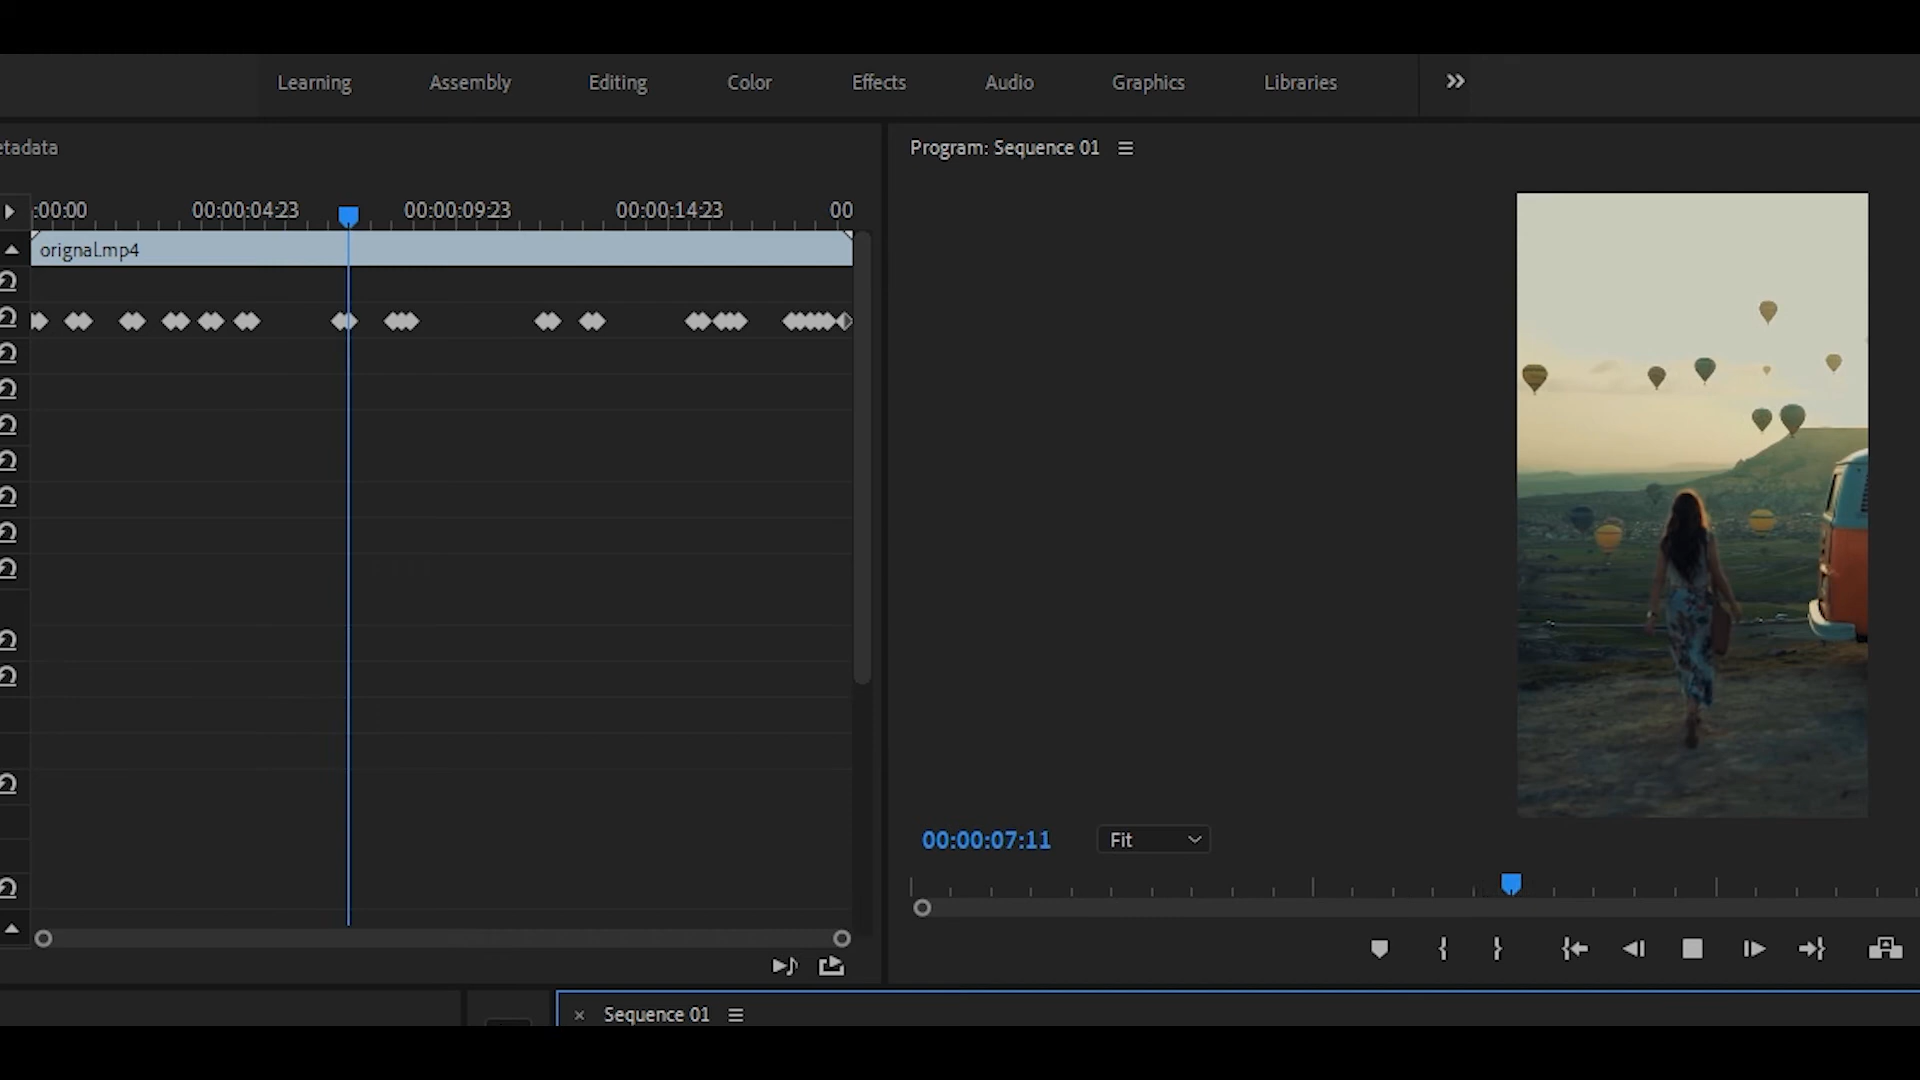 Learning Assembly Editing Color Effects Audio Graphics Libraries
etadata
Program: Sequence 01
:00:00 00:00:04:23 00:00:09:23 00:00:14:23 00
orignal.mp4
00:00:07:11 Fit
Sequence 01